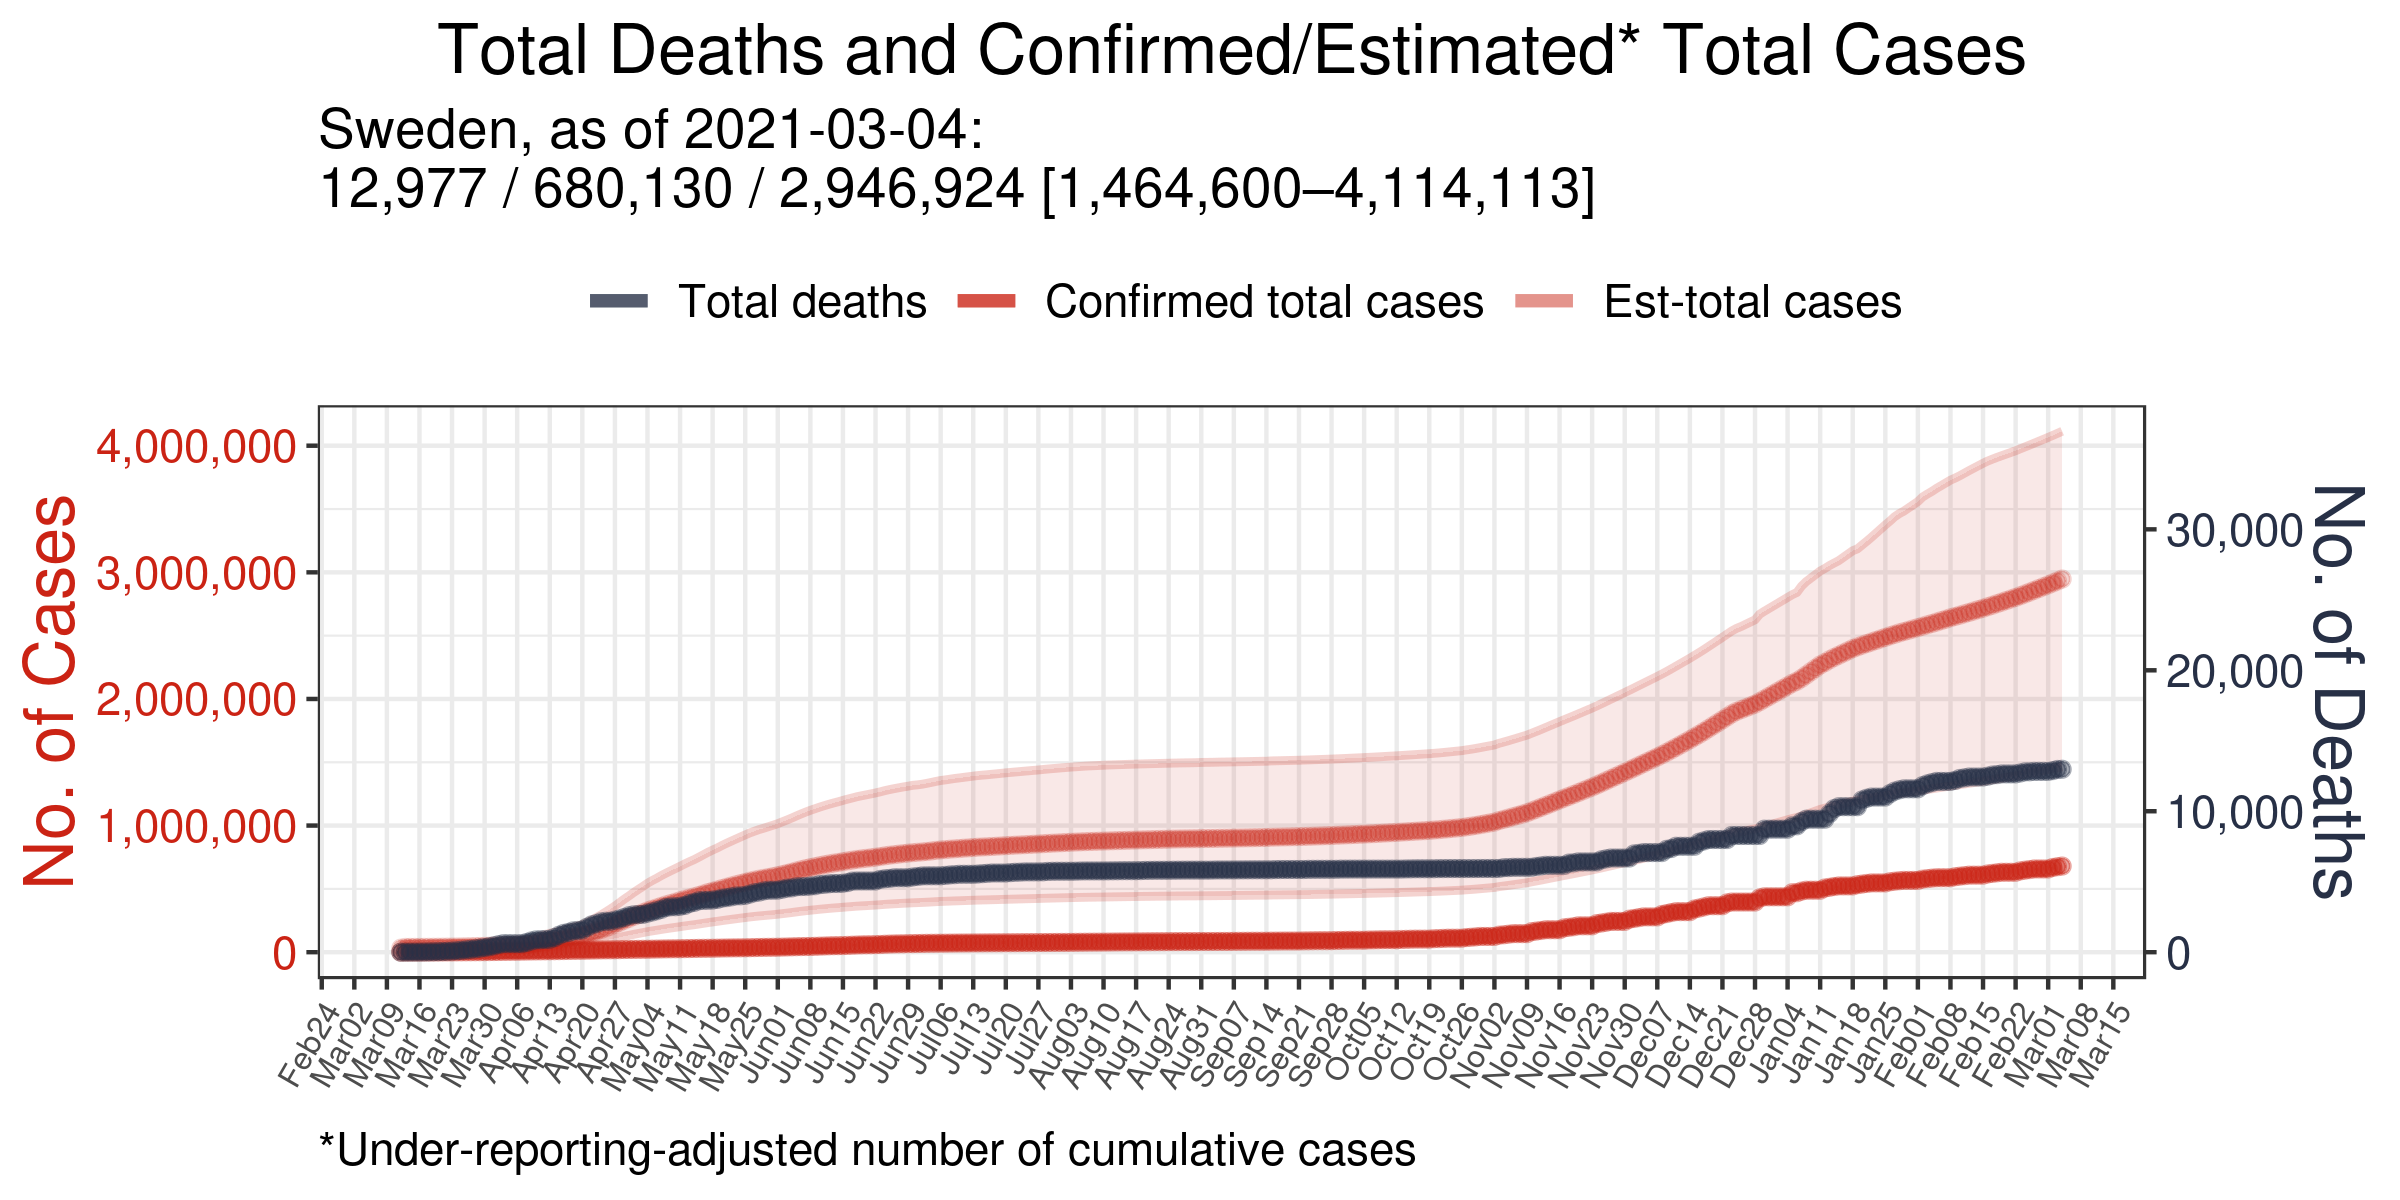 Total Deaths and Confirmed/Estimated* Total Cases
Sweden, as of 2021-03-04:
12,977 / 680,130 / 2,946,924 [1,464,600–4,114,113]
Total deaths
Confirmed total cases
Est-total cases
No. of Cases
4,000,000
3,000,000
2,000,000
1,000,000
0
30,000
20,000
10,000
0
No. of Deaths
Feb24
Mar02
Mar09
Mar16
Mar23
Mar30
Apr06
Apr13
Apr20
Apr27
May04
May11
May18
May25
Jun01
Jun08
Jun15
Jun22
Jun29
Jul06
Jul13
Jul20
Jul27
Aug03
Aug10
Aug17
Aug24
Aug31
Sep07
Sep14
Sep21
Sep28
Oct05
Oct12
Oct19
Oct26
Nov02
Nov09
Nov16
Nov23
Nov30
Dec07
Dec14
Dec21
Dec28
Jan04
Jan11
Jan18
Jan25
Feb01
Feb08
Feb15
Feb22
Mar01
Mar08
Mar15
*Under-reporting-adjusted number of cumulative cases